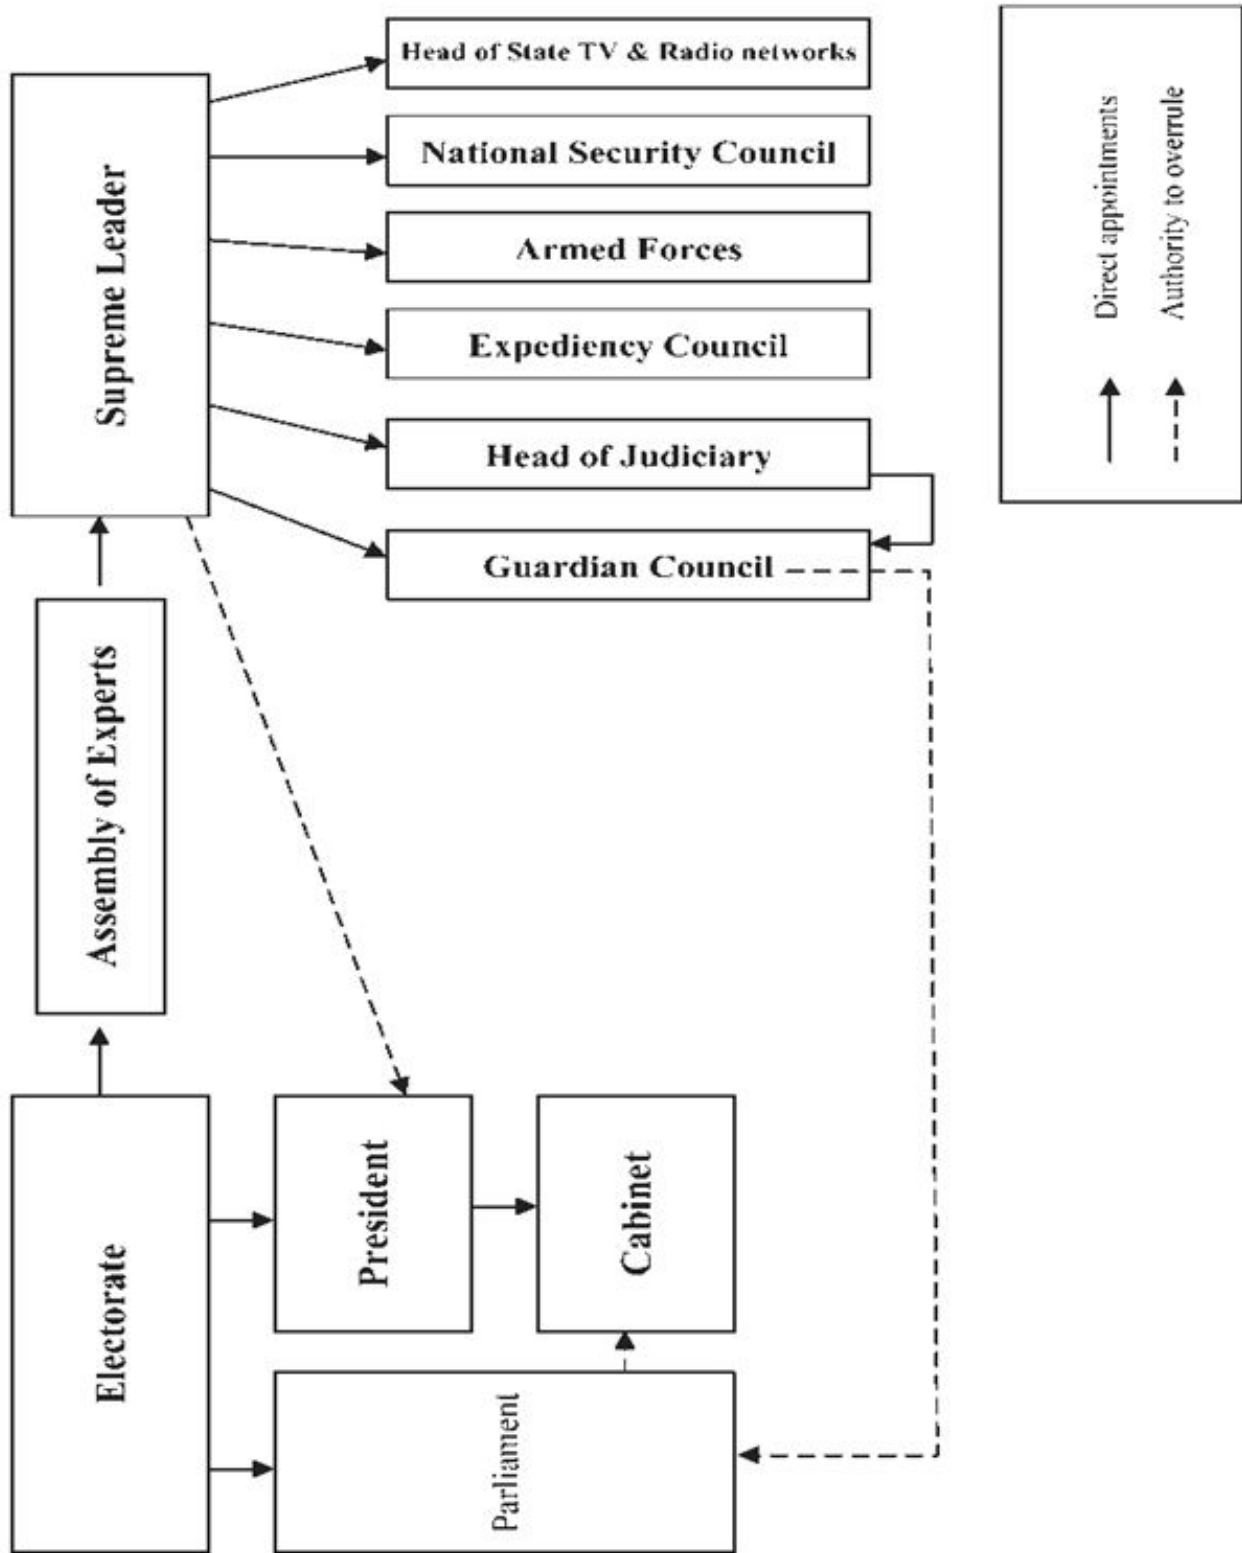 Head of State TV & Radio networks
National Security Council
Armed Forces
Expediency Council
Head of Judiciary
Guardian Council
Supreme Leader
Assembly of Experts
Electorate
President
Cabinet
Parliament
Direct appointments
Authority to overrule